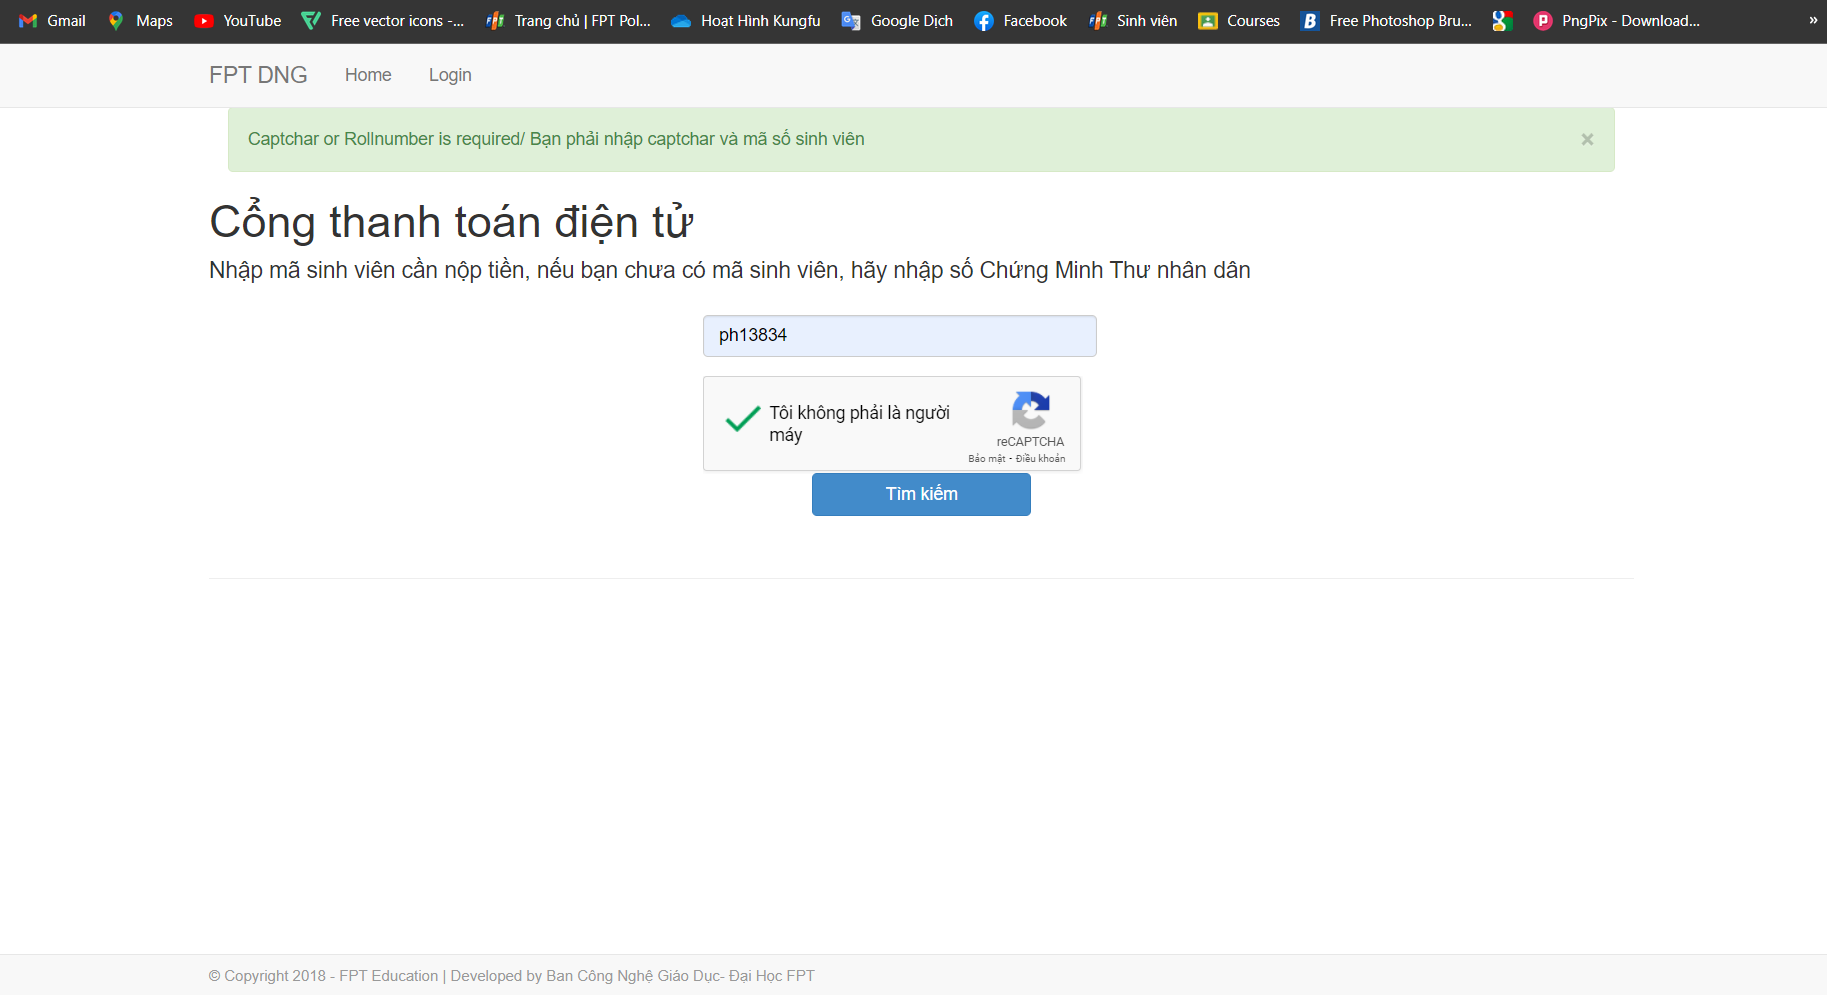 Gmail Maps YouTube Free vector icons -... Trang chủ | FPT Pol... Hoạt Hình Kungfu Google Dịch Facebook Sinh viên Courses Free Photoshop Bru... PngPix - Download... »
FPT DNG Home Login
Captchar or Rollnumber is required/ Bạn phải nhập captchar và mã số sinh viên ×
Cổng thanh toán điện tử
Nhập mã sinh viên cần nộp tiền, nếu bạn chưa có mã sinh viên, hãy nhập số Chứng Minh Thư nhân dân
ph13834
Tôi không phải là người
máy
reCAPTCHA
Bảo mật - Điều khoản
Tìm kiếm
© Copyright 2018 - FPT Education | Developed by Ban Công Nghệ Giáo Dục- Đại Học FPT